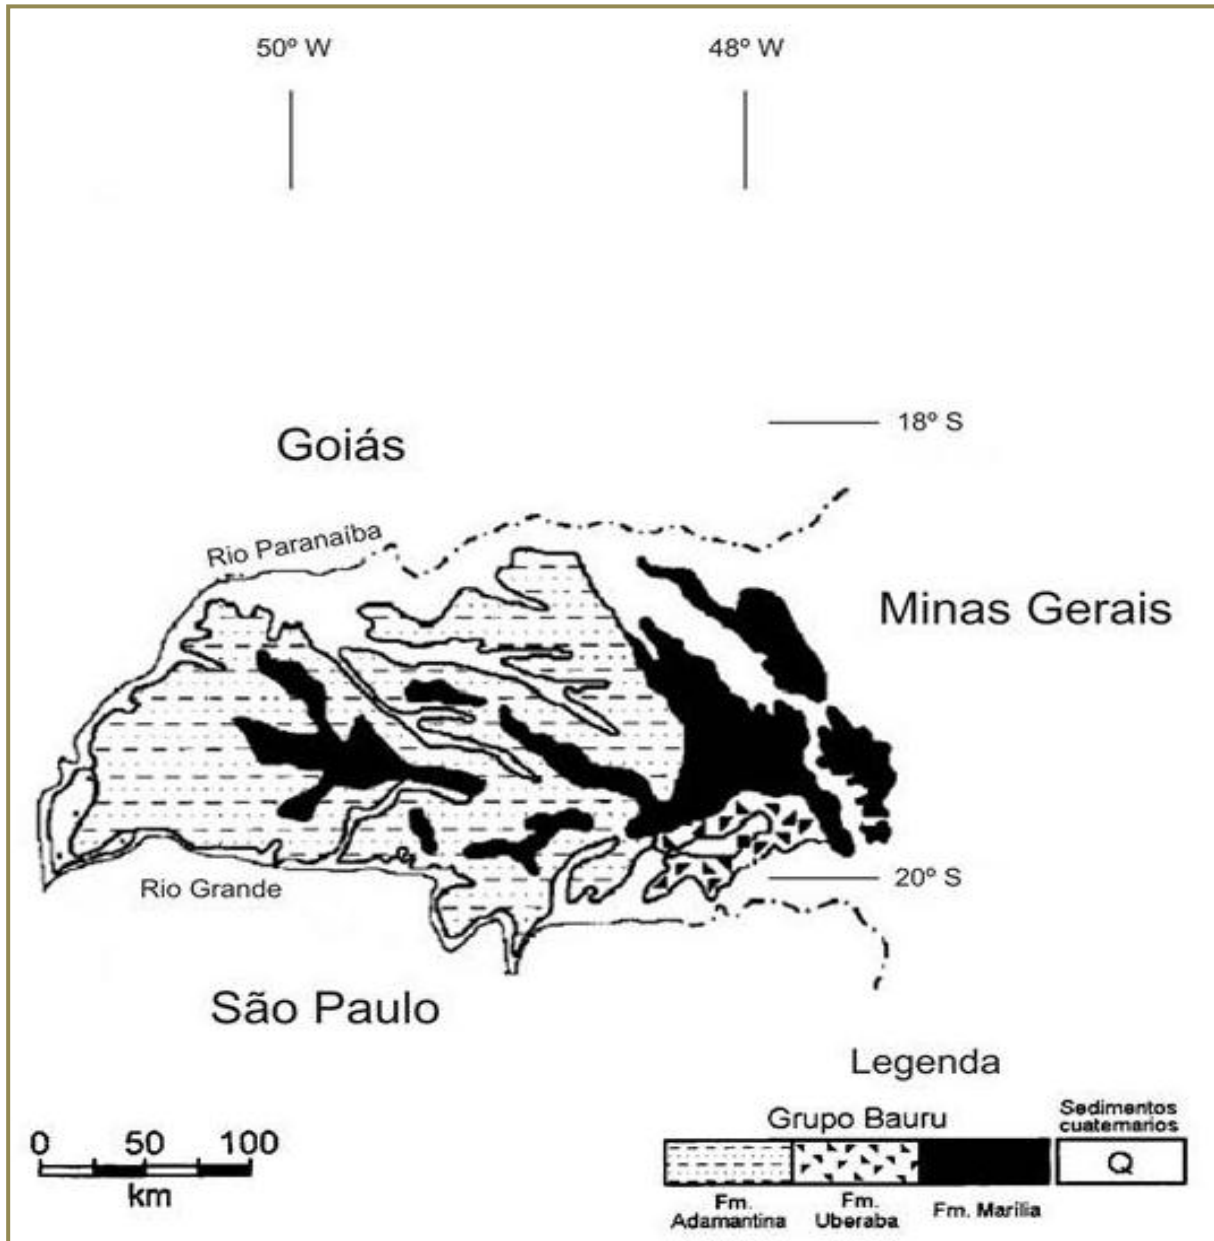 50º W
48º W
18º S
Goiás
Rio Paranaíba
Minas Gerais
20º S
Rio Grande
São Paulo
Legenda
Grupo Bauru
Sedimentos
cuaternarios
Q
Fm.
Adamantina
Fm.
Uberaba
Fm. Marilia
0 50 100
km